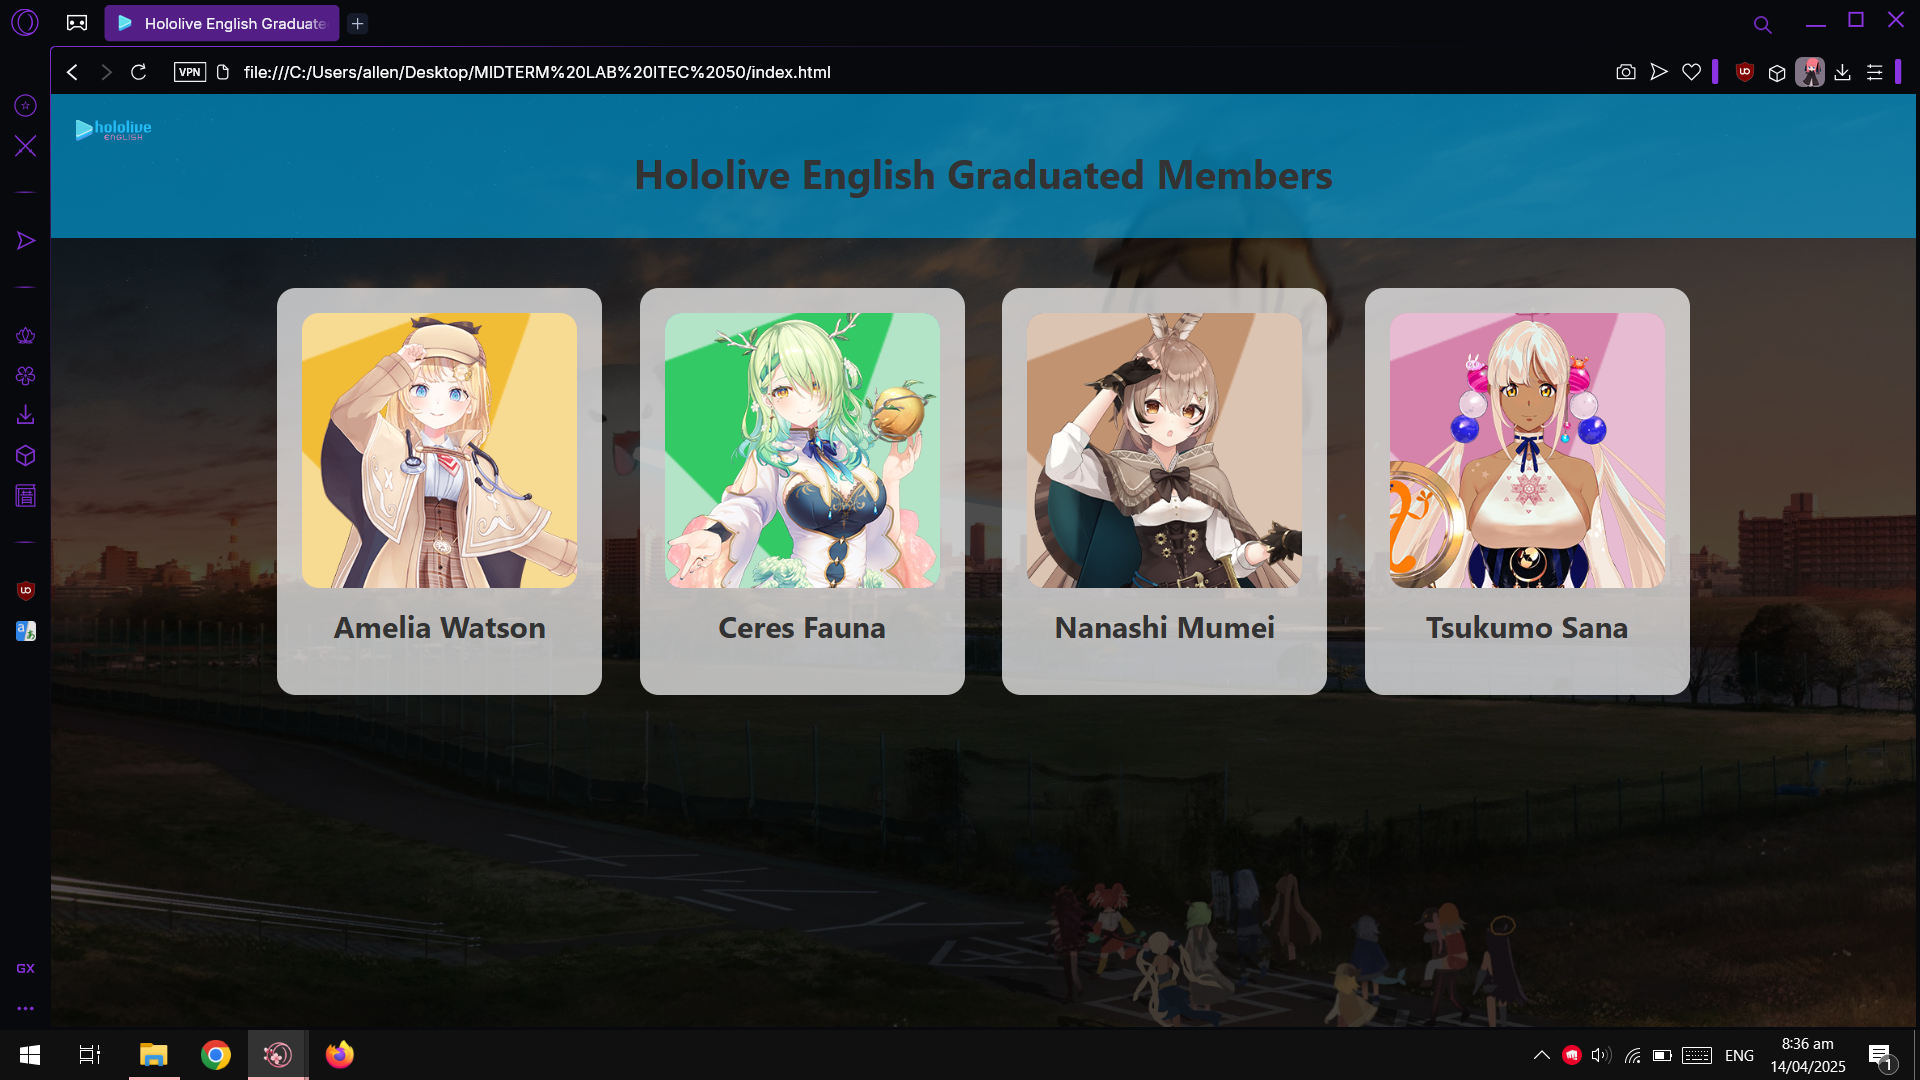 Hololive English Graduate
VPN
file:///C:/Users/allen/Desktop/MIDTERM%20LAB%20ITEC%2050/index.html
hololive
ENGLISH
Hololive English Graduated Members
Amelia Watson
Ceres Fauna
Nanashi Mumei
Tsukumo Sana
GX
ENG
8:36 am
14/04/2025
1